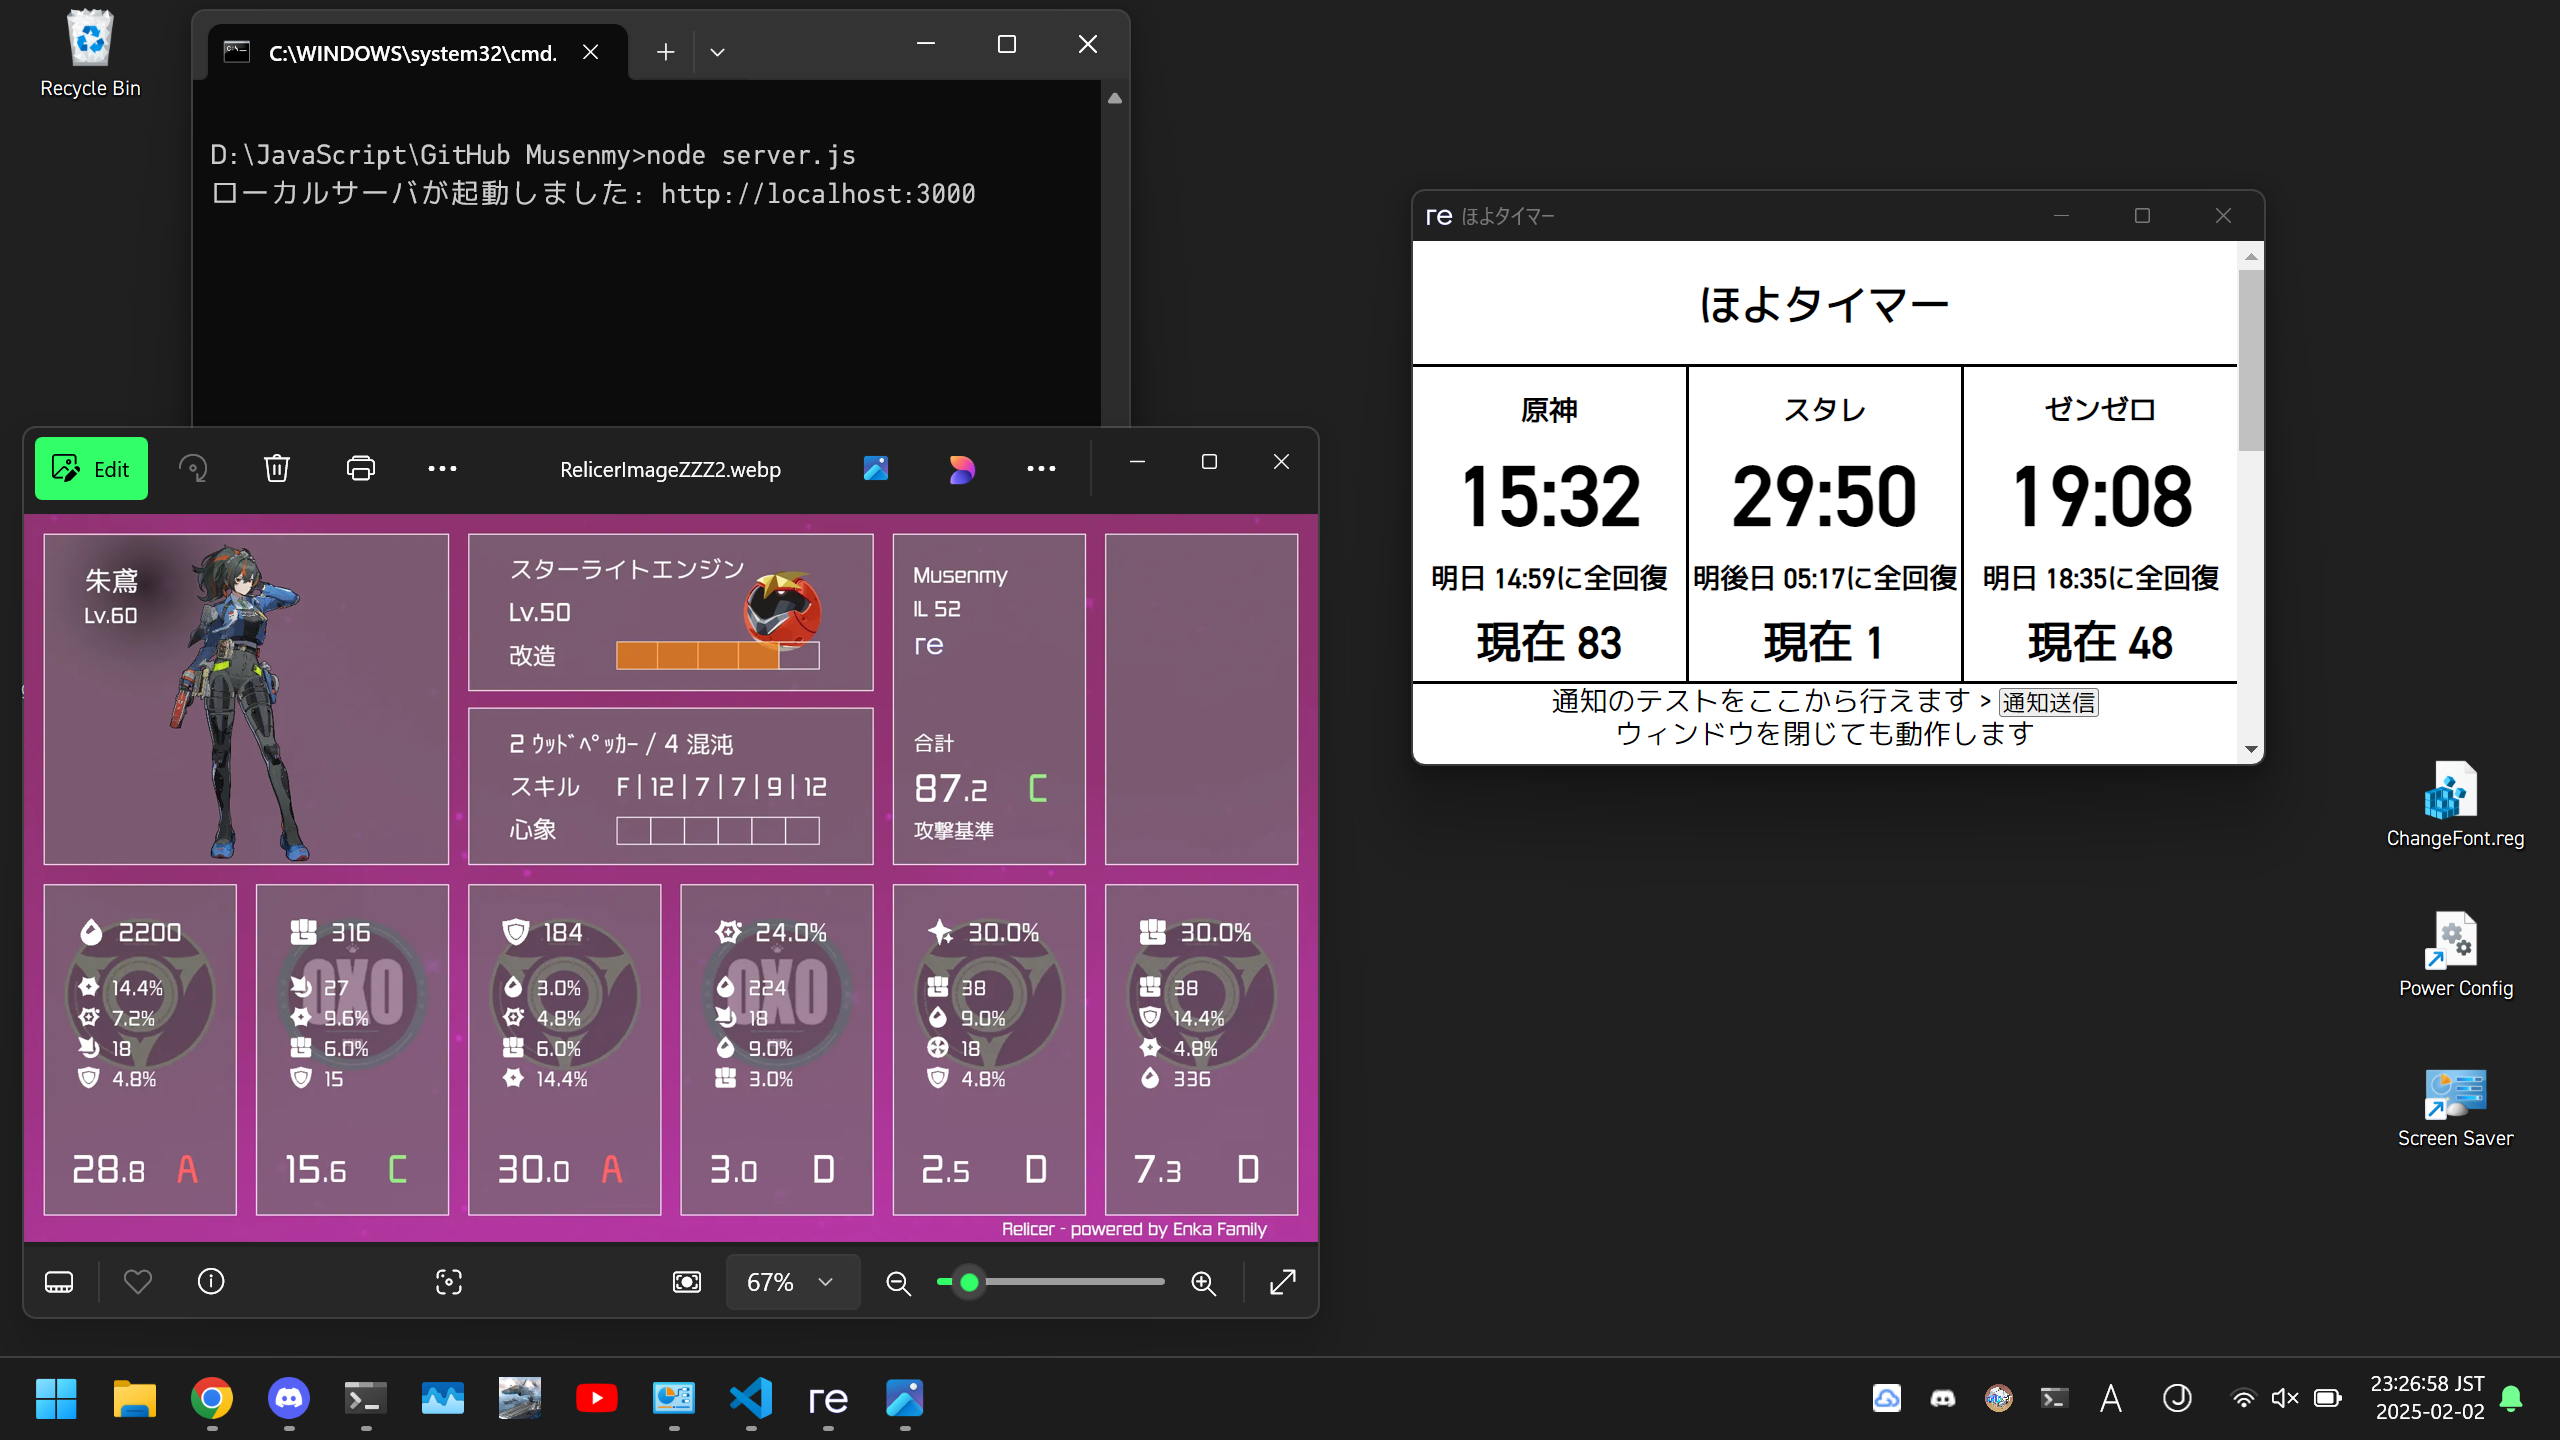 Recycle Bin
C:\WINDOWS\system32\cmd.
D:\JavaScript\GitHub Musenmy>node server.js
ローカルサーバが起動しました: http://localhost:3000
re ほよタイマー
ほよタイマー
原神
15:32
明日 14:59に全回復
現在 83
スタレ
29:50
明後日 05:17に全回復
現在 1
ゼンゼロ
19:08
明日 18:35に全回復
現在 48
通知のテストをここから行えます > 通知送信
ウィンドウを閉じても動作します
Edit
RelicerImageZZZ2.webp
朱鳶
Lv.60
スターライトエンジン
Lv.50
改造
2 ｳｯﾄﾞﾍﾟｯｶｰ / 4 混沌
スキル F | 12 | 7 | 7 | 9 | 12
心象
Musenmy
IL 52
re
合計
87.2 C
攻撃基準
2200
14.4%
7.2%
18
4.8%
28.8 A
316
OXO
27
9.6%
6.0%
15
15.6 C
184
3.0%
4.8%
6.0%
14.4%
30.0 A
24.0%
OXO
224
18
9.0%
3.0%
3.0 D
30.0%
38
9.0%
18
4.8%
2.5 D
30.0%
38
14.4%
4.8%
336
7.3 D
Relicer - powered by Enka Family
67%
ChangeFont.reg
Power Config
Screen Saver
re
A
J
23:26:58 JST
2025-02-02